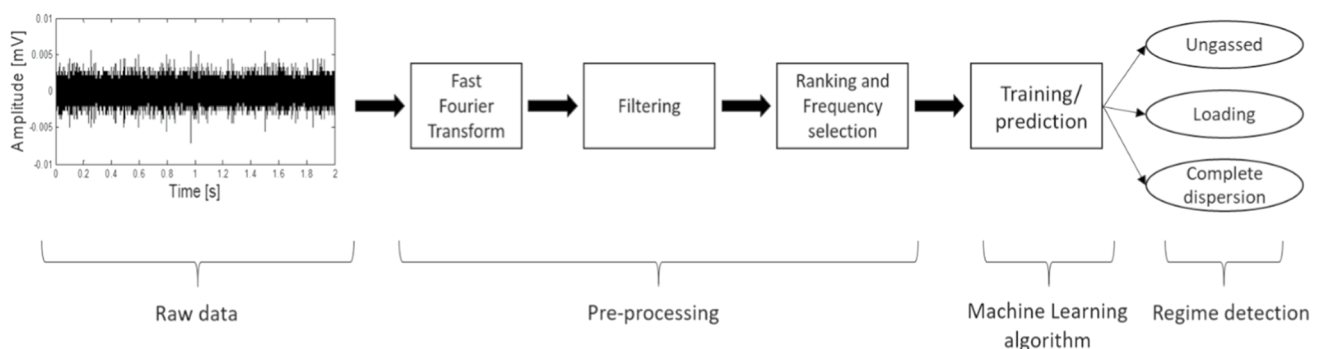 0.01
0.005
0
-0.005
-0.01
Amplitude [mV]
0 0.2 0.4 0.6 0.8 1 1.2 1.4 1.6 1.8 2
Time [s]
Fast
Fourier
Transform
Filtering
Ranking and
Frequency
selection
Training/
prediction
Ungassed
Loading
Complete
dispersion
Raw data
Pre-processing
Machine Learning
algorithm
Regime detection